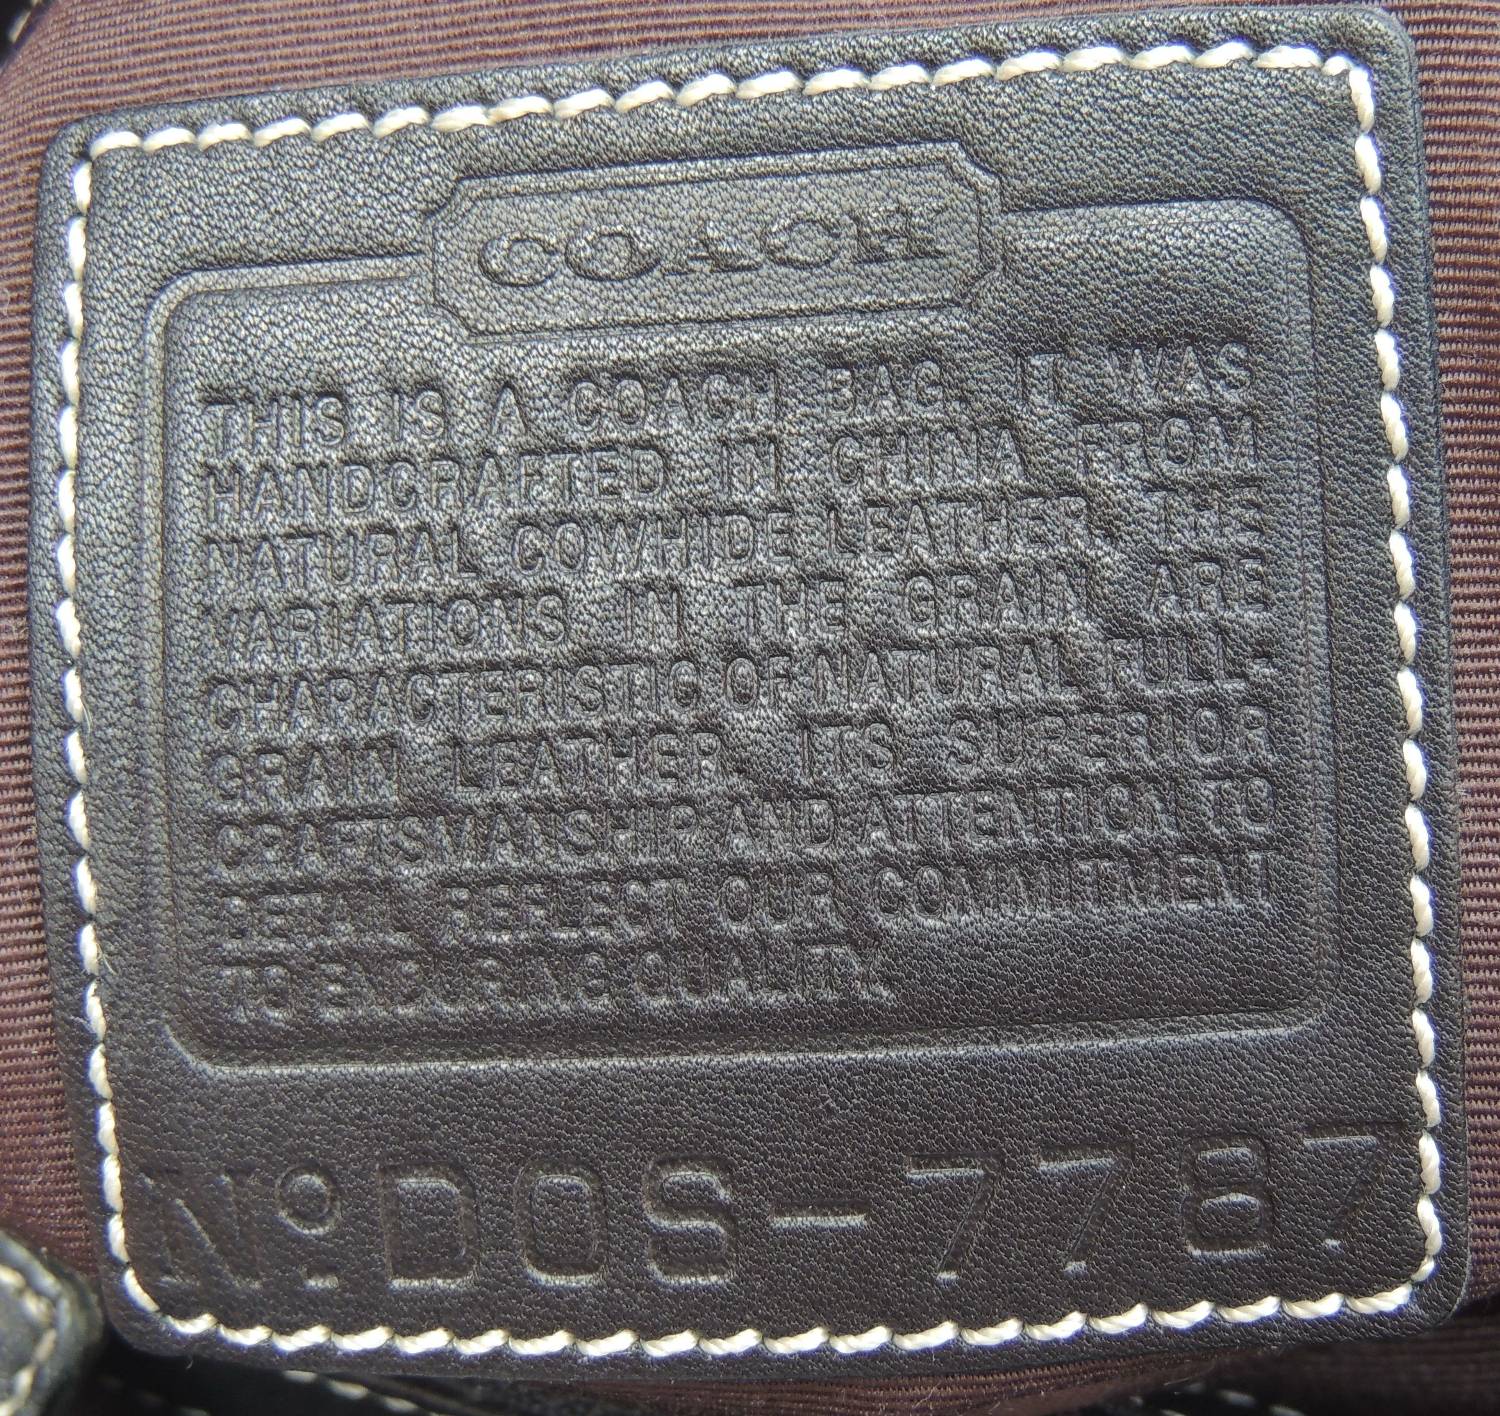 COACH
THIS IS A COACH BAG. IT WAS
HANDCRAFTED IN CHINA FROM
NATURAL COWHIDE LEATHER. THE
VARIATIONS IN THE GRAIN ARE
CHARACTERISTIC OF NATURAL FULL-
GRAIN LEATHER. ITS SUPERIOR
CRAFTSMANSHIP AND ATTENTION TO
DETAIL REFLECT OUR COMMITMENT
TO ENDURING QUALITY.
Nº D0S-7787